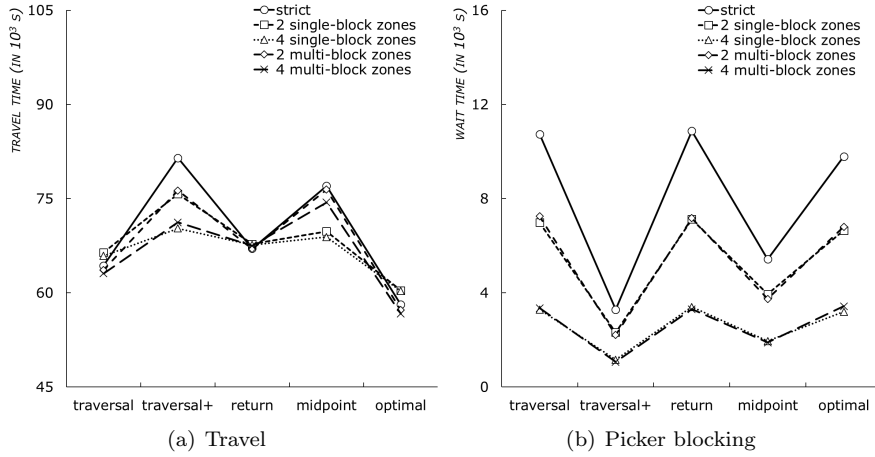 105
90
75
60
45
TRAVEL TIME (IN 10³ s)
strict
2 single-block zones
4 single-block zones
2 multi-block zones
4 multi-block zones
traversal traversal+ return midpoint optimal
(a) Travel
16
12
8
4
0
WAIT TIME (IN 10³ s)
strict
2 single-block zones
4 single-block zones
2 multi-block zones
4 multi-block zones
traversal traversal+ return midpoint optimal
(b) Picker blocking